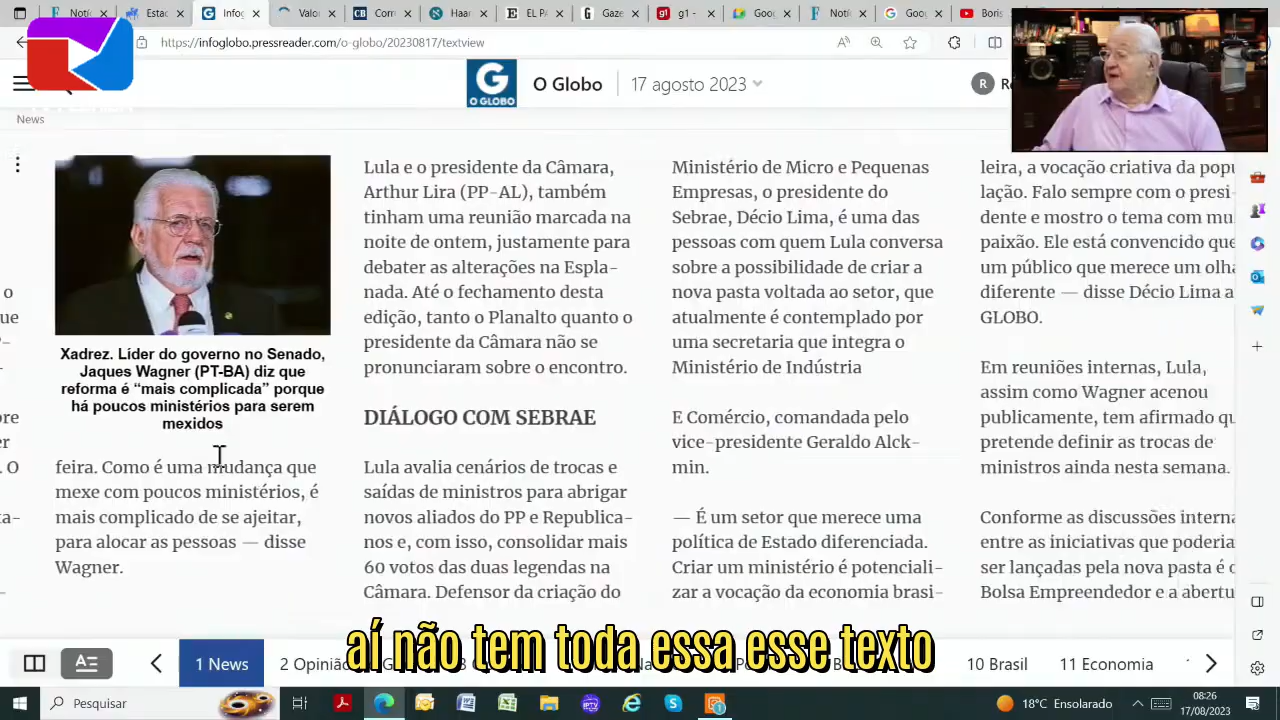 Ebo
Infog
Valo
New
E
P
Gaz
g1
g1 -
Co
G
You
Boris
https://infoglobo.pressreader.com/o-glo
20230817/textview
G
O GLOBO
O Globo
17 agosto 2023
R
News
Xadrez. Líder do governo no Senado,
Jaques Wagner (PT-BA) diz que
reforma é “mais complicada” porque
há poucos ministérios para serem
mexidos
feira. Como é uma mudança que
mexe com poucos ministérios, é
mais complicado de se ajeitar,
para alocar as pessoas — disse
Wagner.
Lula e o presidente da Câmara,
Arthur Lira (PP-AL), também
tinham uma reunião marcada na
noite de ontem, justamente para
debater as alterações na Espla-
nada. Até o fechamento desta
edição, tanto o Planalto quanto o
presidente da Câmara não se
pronunciaram sobre o encontro.
DIÁLOGO COM SEBRAE
Lula avalia cenários de trocas e
saídas de ministros para abrigar
novos aliados do PP e Republica-
nos e, com isso, consolidar mais
60 votos das duas legendas na
Câmara. Defensor da criação do
Ministério de Micro e Pequenas
Empresas, o presidente do
Sebrae, Décio Lima, é uma das
pessoas com quem Lula conversa
sobre a possibilidade de criar a
nova pasta voltada ao setor, que
atualmente é contemplado por
uma secretaria que integra o
Ministério de Indústria
E Comércio, comandada pelo
vice-presidente Geraldo Alck-
min.
— É um setor que merece uma
política de Estado diferenciada.
Criar um ministério é potenciali-
zar a vocação da economia brasi-
leira, a vocação criativa da popu
lação. Falo sempre com o presi-
dente e mostro o tema com mu
paixão. Ele está convencido que
um público que merece um olha
diferente — disse Décio Lima a
GLOBO.
Em reuniões internas, Lula,
assim como Wagner acenou
publicamente, tem afirmado qu
pretende definir as trocas de
ministros ainda nesta semana.
Conforme as discussões interna
entre as iniciativas que poderia
ser lançadas pela nova pasta é o
Bolsa Empreendedor e a abertu
aí não tem toda essa esse texto
1 News
2 Opinião
10 Brasil
11 Economia
Pesquisar
18°C Ensolarado
08:26
17/08/2023